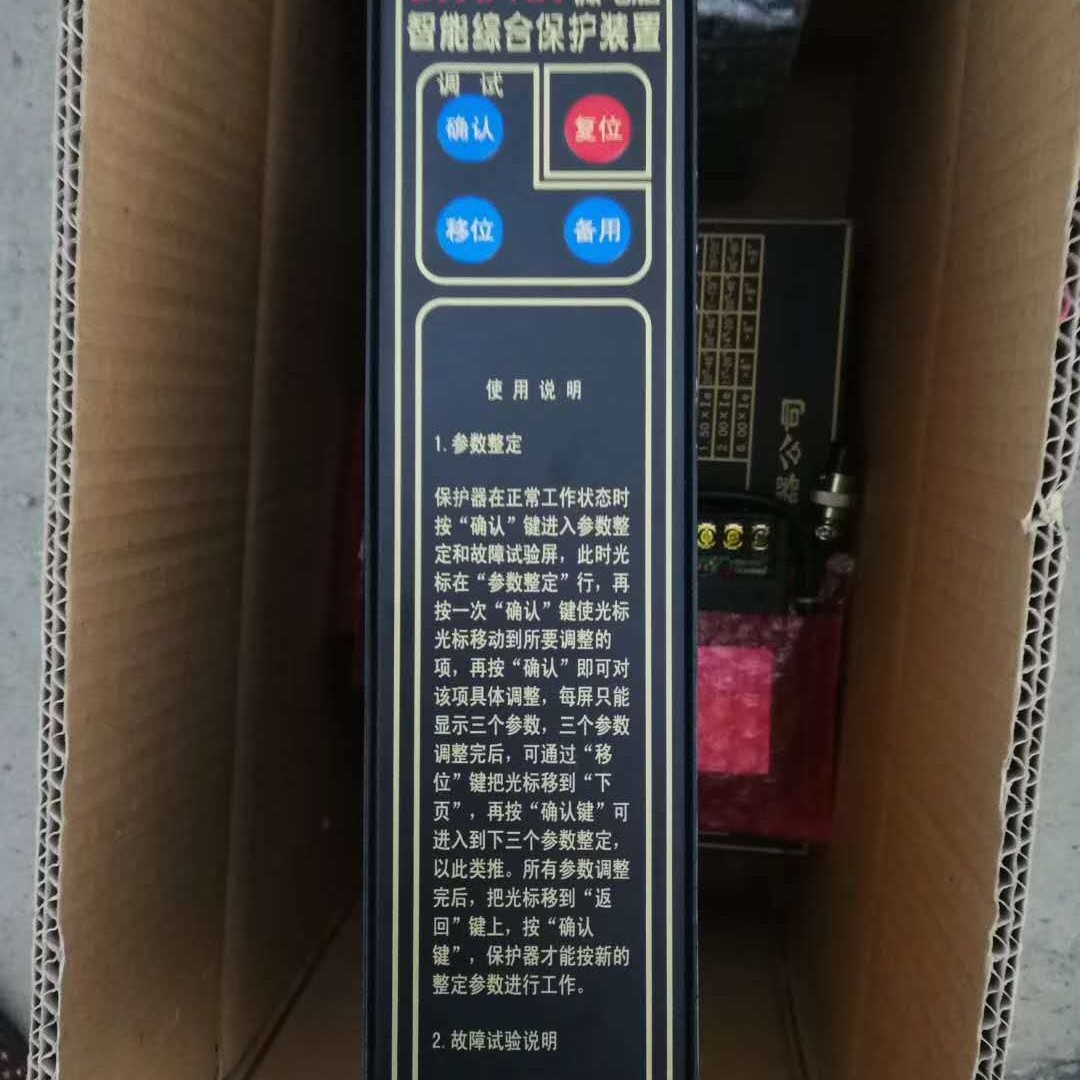 智能综合保护装置
调 试
确认
复位
移位
备用
使用说明
1.参数整定
保护器在正常工作状态时
按“确认”键进入参数整
定和故障试验屏，此时光
标在“参数整定”行，再
按一次“确认”键使光标
光标移动到所要调整的
项，再按“确认”即可对
该项具体调整，每屏只能
显示三个参数，三个参数
调整完后，可通过“移
位”键把光标移到“下
页”，再按“确认键”可
进入到下三个参数整定，
以此类推。所有参数调整
完后，把光标移到“返
回”键上，按“确认
键”，保护器才能按新的
整定参数进行工作。
2.故障试验说明
器公司